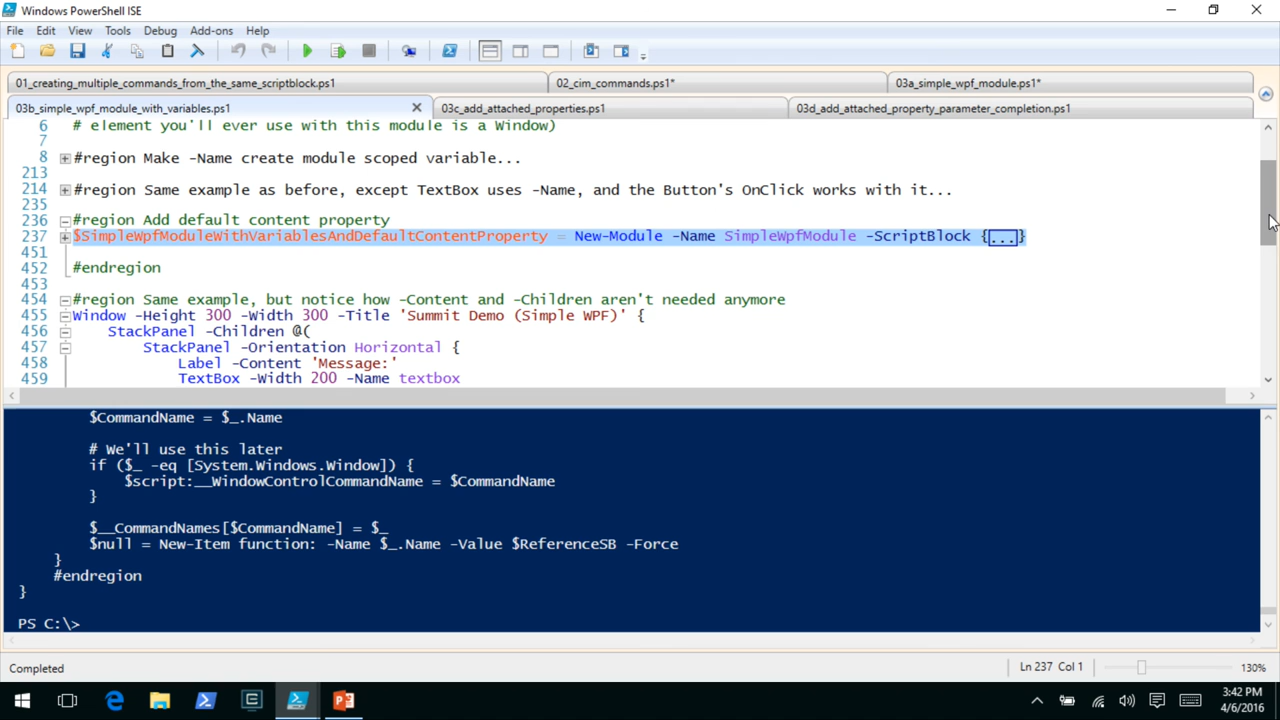 Windows PowerShell ISE
File Edit View Tools Debug Add-ons Help
01_creating_multiple_commands_from_the_same_scriptblock.ps1 02_cim_commands.ps1* 03a_simple_wpf_module.ps1*
03b_simple_wpf_module_with_variables.ps1 03c_add_attached_properties.ps1 03d_add_attached_property_parameter_completion.ps1
6 # element you'll ever use with this module is a Window)
7
8 #region Make -Name create module scoped variable...
213
214 #region Same example as before, except TextBox uses -Name, and the Button's OnClick works with it...
235
236 #region Add default content property
237 $SimpleWpfModuleWithVariablesAndDefaultContentProperty = New-Module -Name SimpleWpfModule -ScriptBlock {...}
451
452 #endregion
453
454 #region Same example, but notice how -Content and -Children aren't needed anymore
455 Window -Height 300 -Width 300 -Title 'Summit Demo (Simple WPF)' {
456 StackPanel -Children @(
457 StackPanel -Orientation Horizontal {
458 Label -Content 'Message:'
459 TextBox -Width 200 -Name textbox
$CommandName = $_.Name
# We'll use this later
if ($_ -eq [System.Windows.Window]) {
$script:__WindowControlCommandName = $CommandName
}
$__CommandNames[$CommandName] = $_
$null = New-Item function: -Name $_.Name -Value $ReferenceSB -Force
}
#endregion
}
PS C:\>
Completed Ln 237 Col 1 130%
3:42 PM
4/6/2016